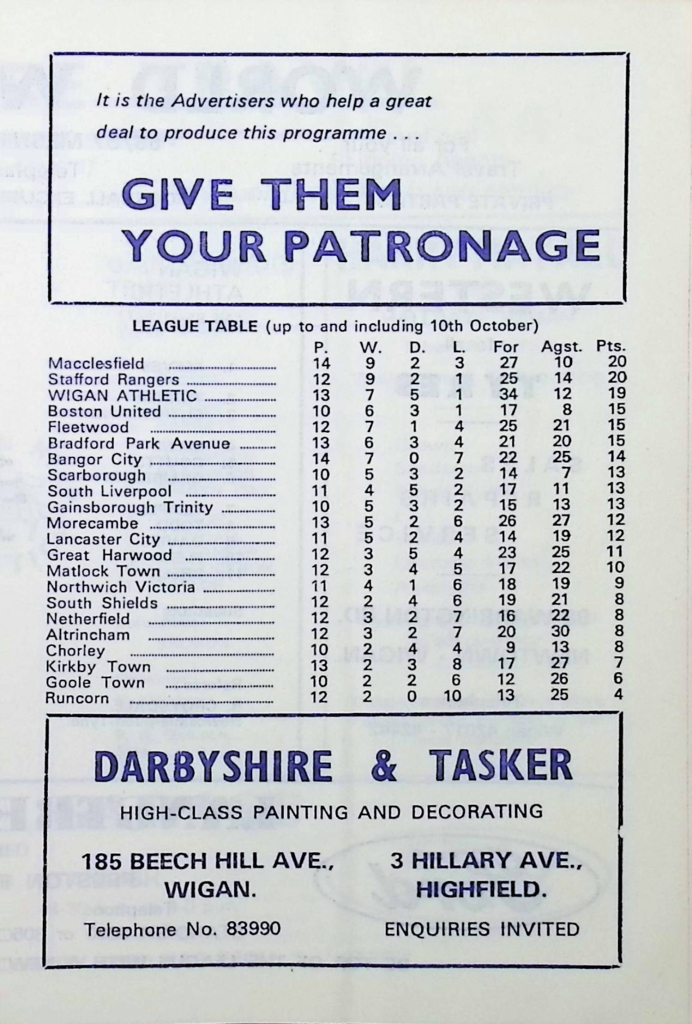 It is the Advertisers who help a great
deal to produce this programme . . .
GIVE THEM
YOUR PATRONAGE
LEAGUE TABLE (up to and including 10th October)
P. W. D. L. For Agst. Pts.
Macclesfield 14 9 2 3 27 10 20
Stafford Rangers 12 9 2 1 25 14 20
WIGAN ATHLETIC 13 7 5 1 34 12 19
Boston United 10 6 3 1 17 8 15
Fleetwood 12 7 1 4 25 21 15
Bradford Park Avenue 13 6 3 4 21 20 15
Bangor City 14 7 0 7 22 25 14
Scarborough 10 5 3 2 14 7 13
South Liverpool 11 4 5 2 17 11 13
Gainsborough Trinity 10 5 3 2 15 13 13
Morecambe 13 5 2 6 26 27 12
Lancaster City 11 5 2 4 14 19 12
Great Harwood 12 3 5 4 23 25 11
Matlock Town 12 3 4 5 17 22 10
Northwich Victoria 11 4 1 6 18 19 9
South Shields 12 2 4 6 19 21 8
Netherfield 12 3 2 7 16 22 8
Altrincham 12 3 2 7 20 30 8
Chorley 10 2 4 4 9 13 8
Kirkby Town 13 2 3 8 17 27 7
Goole Town 10 2 2 6 12 26 6
Runcorn 12 2 0 10 13 25 4
DARBYSHIRE & TASKER
HIGH-CLASS PAINTING AND DECORATING
185 BEECH HILL AVE., 3 HILLARY AVE.,
WIGAN. HIGHFIELD.
Telephone No. 83990 ENQUIRIES INVITED